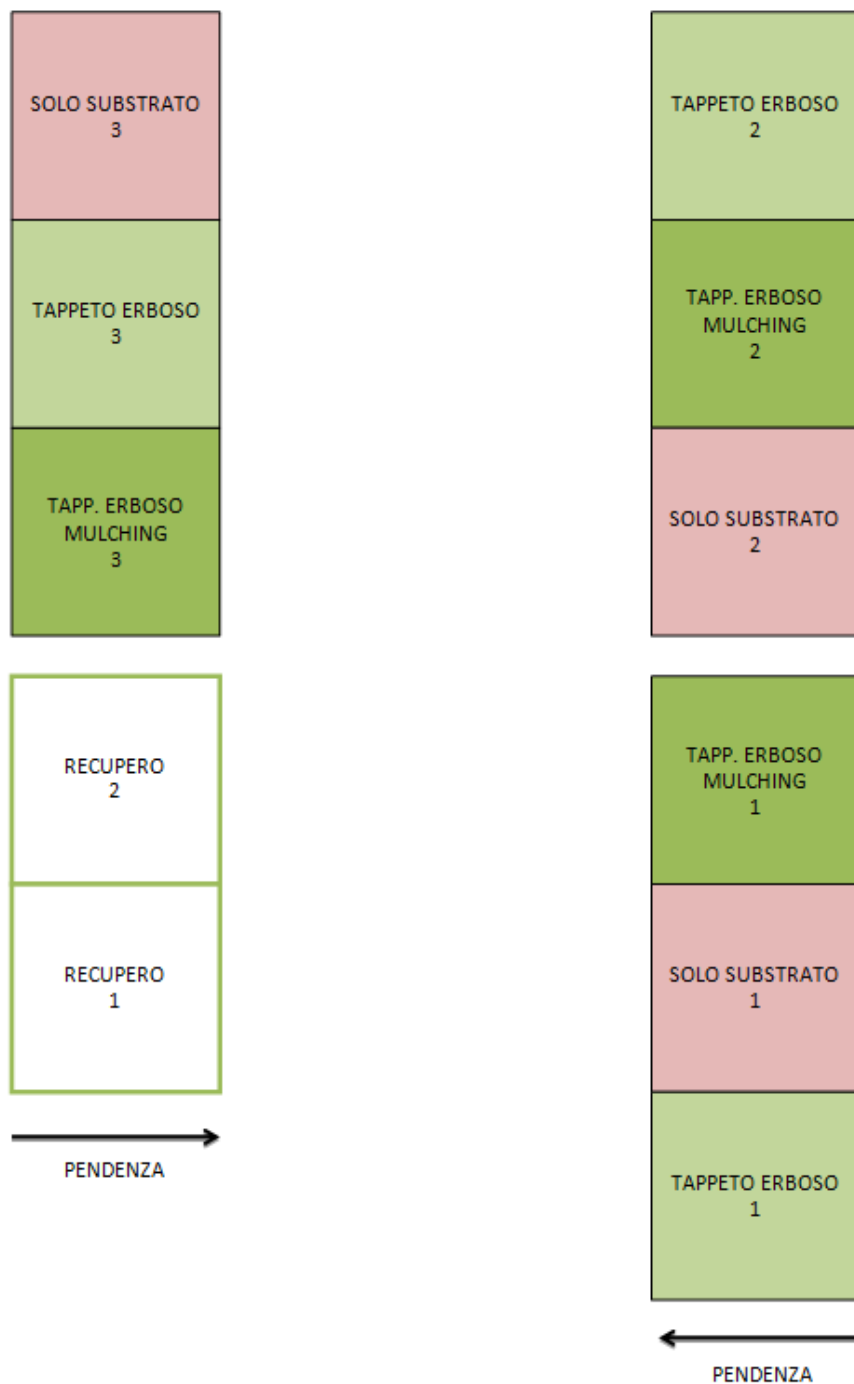 SOLO SUBSTRATO
3
TAPPETO ERBOSO
3
TAPP. ERBOSO
MULCHING
3
RECUPERO
2
RECUPERO
1
PENDENZA
TAPPETO ERBOSO
2
TAPP. ERBOSO
MULCHING
2
SOLO SUBSTRATO
2
TAPP. ERBOSO
MULCHING
1
SOLO SUBSTRATO
1
TAPPETO ERBOSO
1
PENDENZA